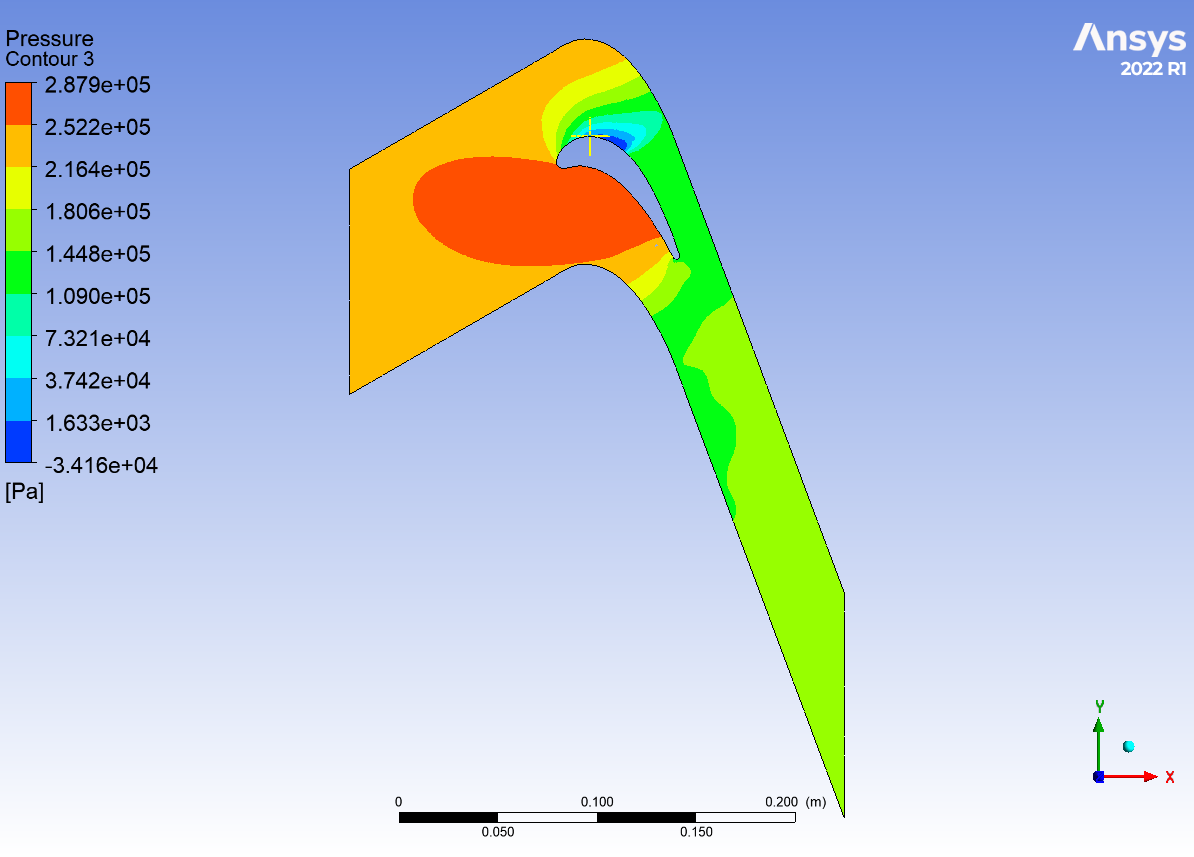 Pressure
Contour 3
2.879e+05
2.522e+05
2.164e+05
1.806e+05
1.448e+05
1.090e+05
7.321e+04
3.742e+04
1.633e+03
-3.416e+04
[Pa]
Ansys
2022 R1
Y
X
0 0.100 0.200 (m)
0.050 0.150